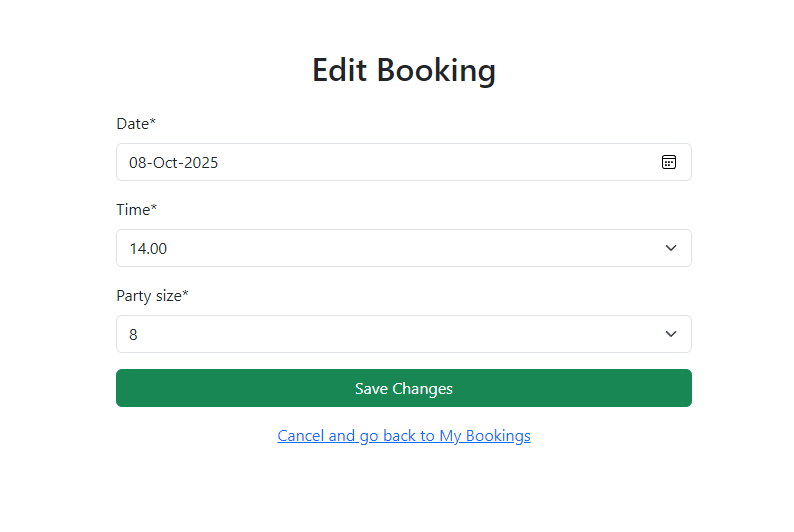 Edit Booking
Date*
08-Oct-2025
Time*
14.00
Party size*
8
Save Changes
Cancel and go back to My Bookings